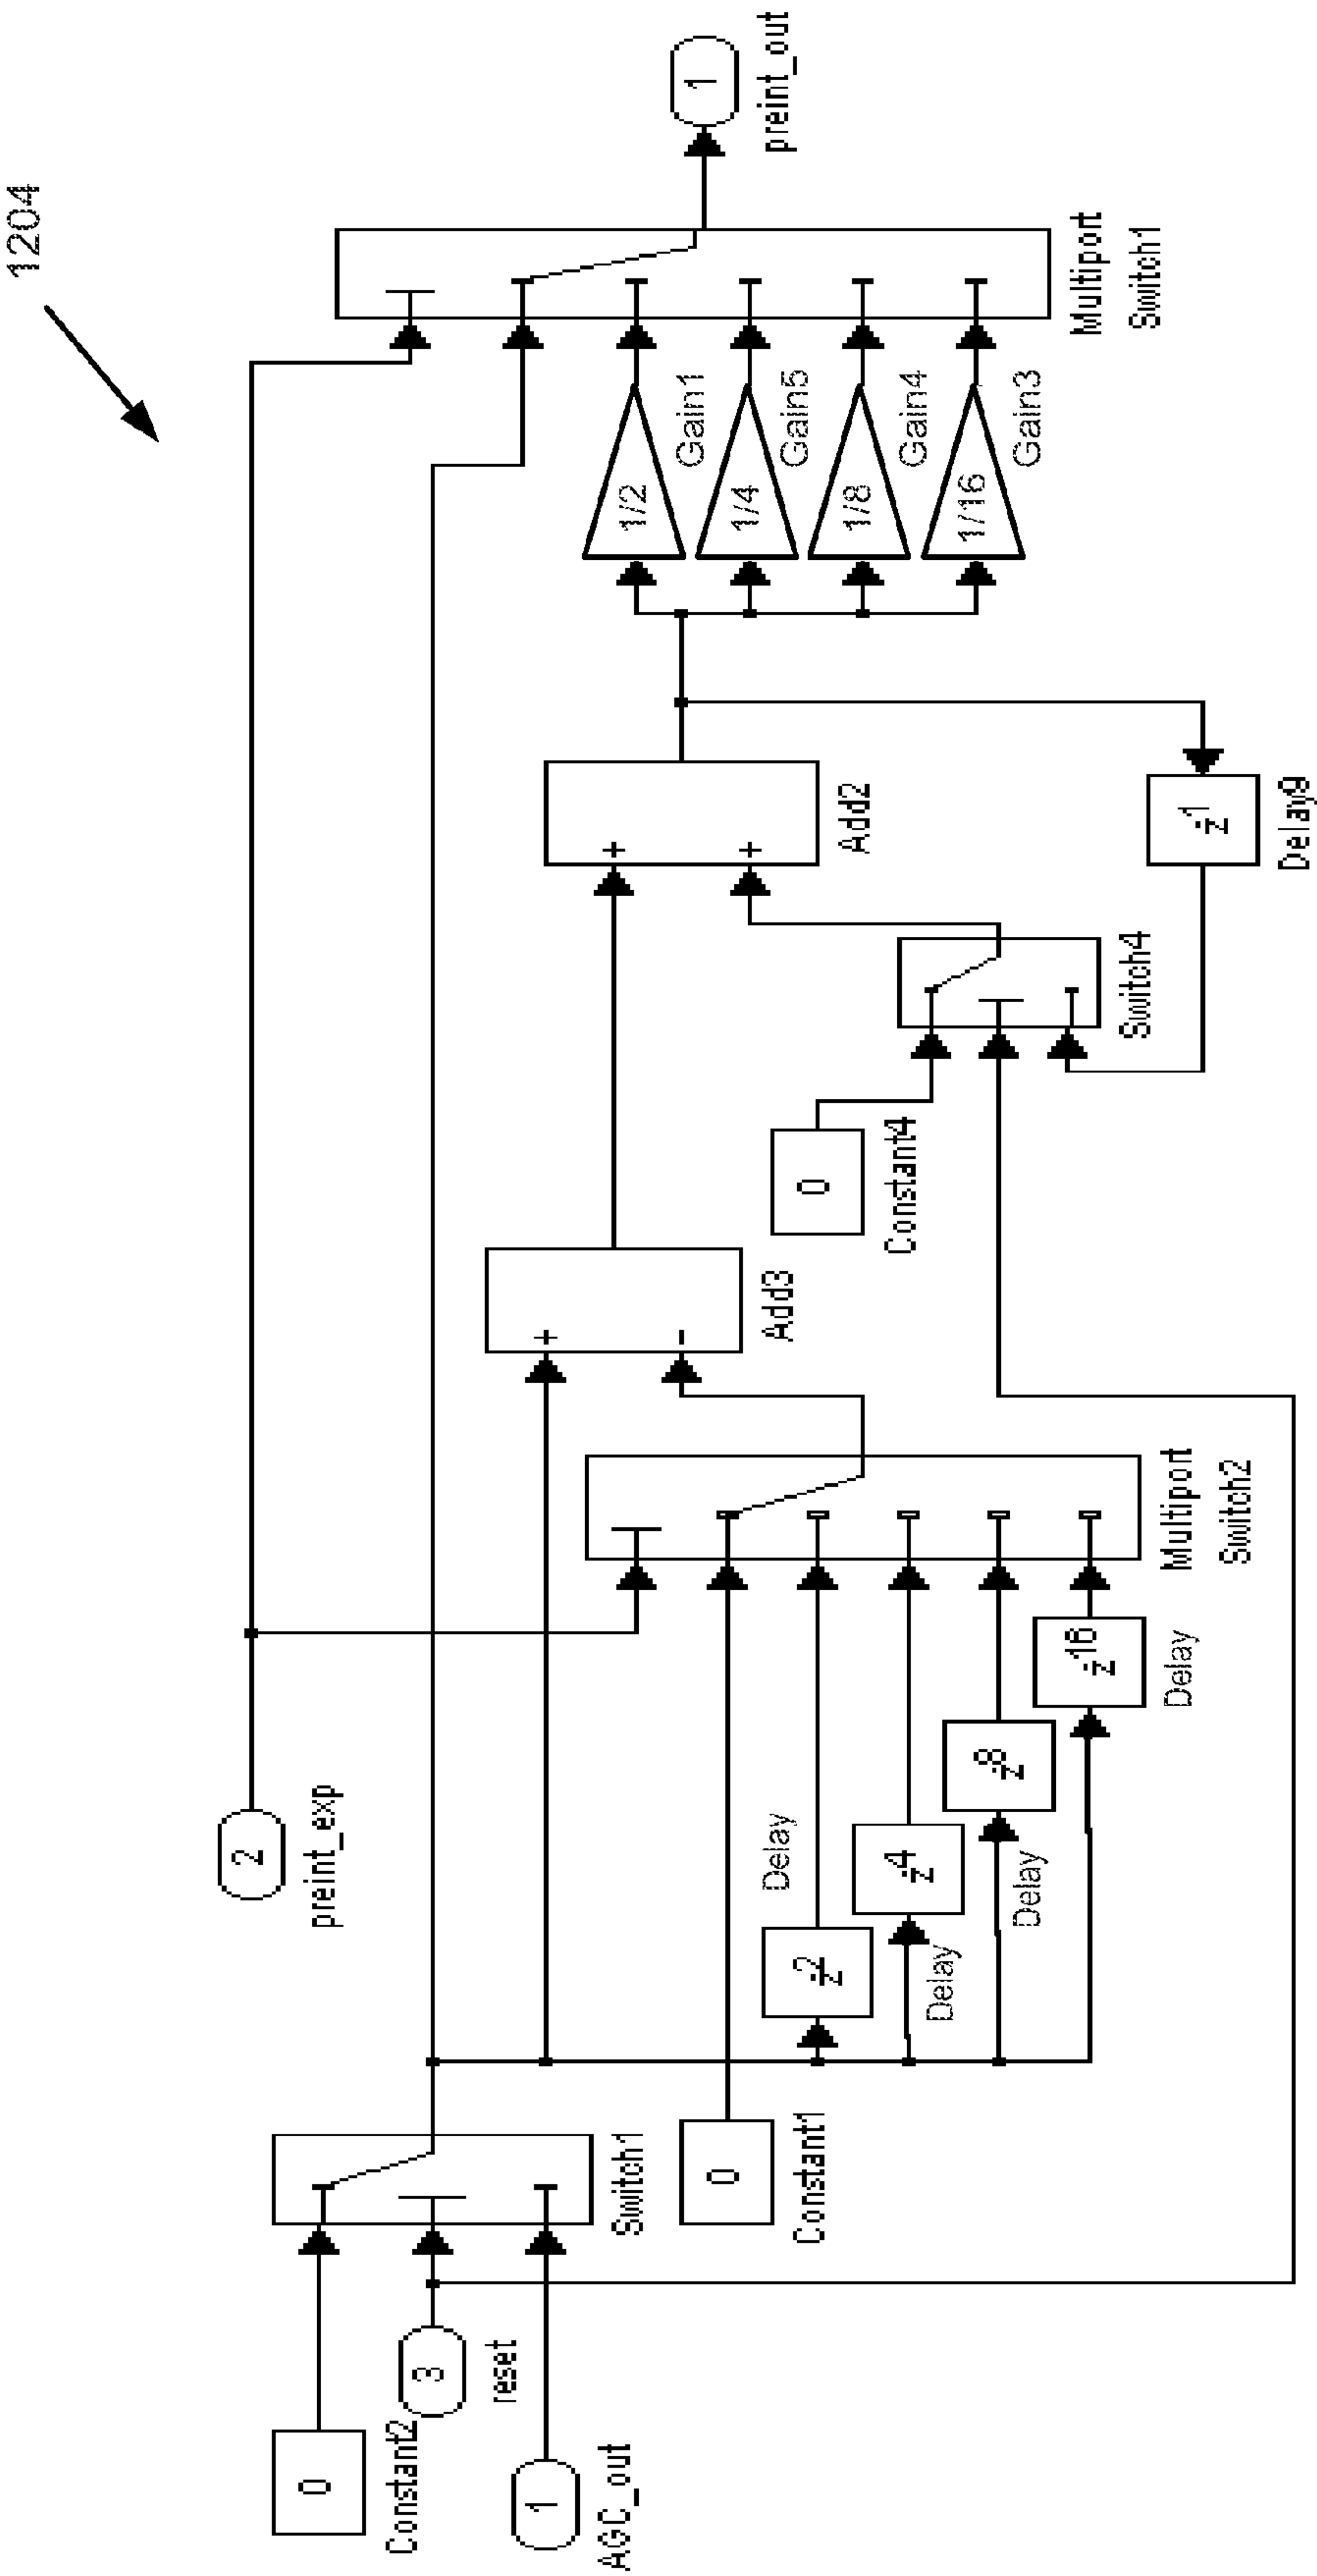 1204
2
preint_exp
0
Constant2
3
reset
1
AGC_out
Switch1
0
Constant1
z-2
Delay
z-4
Delay
z-8
Delay
z-16
Delay
Multiport
Switch2
+
-
Add3
0
Constant4
Switch4
+
+
Add2
z-1
Delay9
1/2
Gain1
1/4
Gain5
1/8
Gain4
1/16
Gain3
Multiport
Switch1
1
preint_out